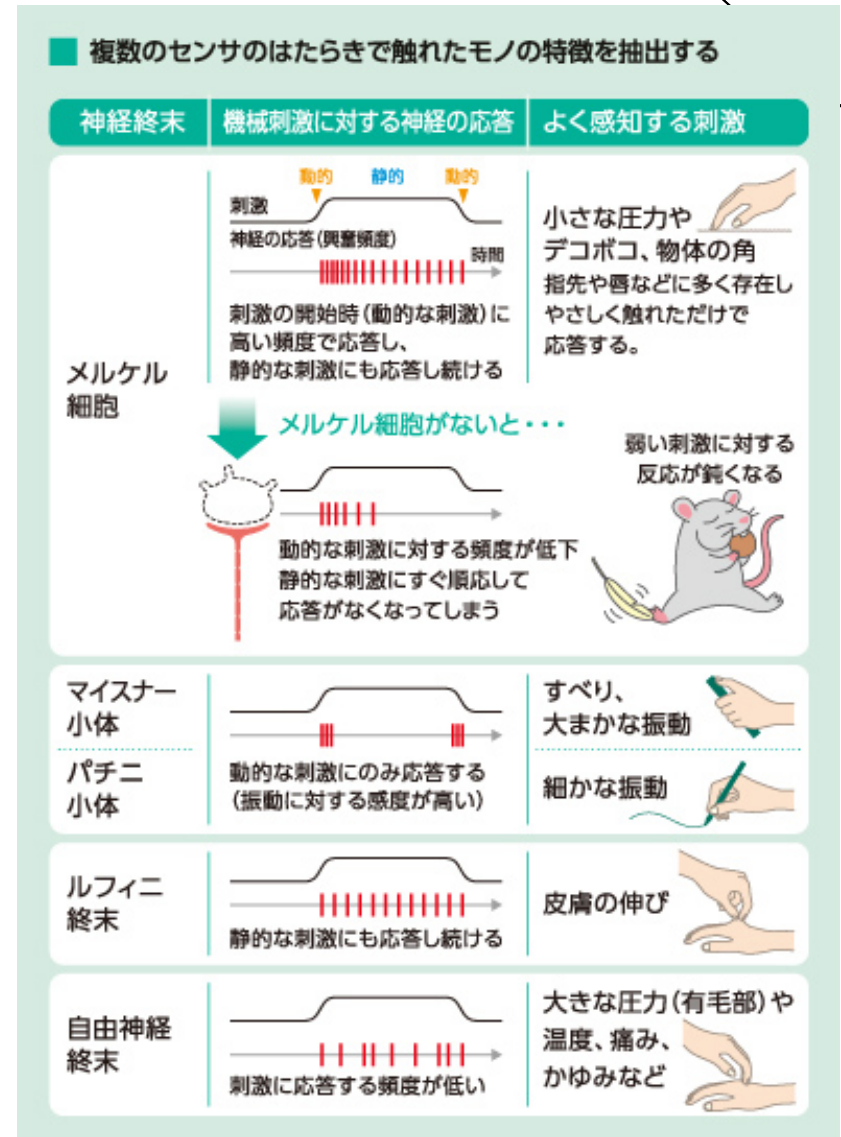 複数のセンサのはたらきで触れたモノの特徴を抽出する
神経終末
機械刺激に対する神経の応答
よく感知する刺激
メルケル
細胞
動的
静的
動的
刺激
神経の応答(興奮頻度)
時間
刺激の開始時(動的な刺激)に
高い頻度で応答し、
静的な刺激にも応答し続ける
小さな圧力や
デコボコ、物体の角
指先や唇などに多く存在し
やさしく触れただけで
応答する。
メルケル細胞がないと・・・
動的な刺激に対する頻度が低下
静的な刺激にすぐ順応して
応答がなくなってしまう
弱い刺激に対する
反応が鈍くなる
マイスナー
小体
パチニ
小体
動的な刺激にのみ応答する
(振動に対する感度が高い)
すべり、
大まかな振動
細かな振動
ルフィニ
終末
静的な刺激にも応答し続ける
皮膚の伸び
自由神経
終末
刺激に応答する頻度が低い
大きな圧力(有毛部)や
温度、痛み、
かゆみなど